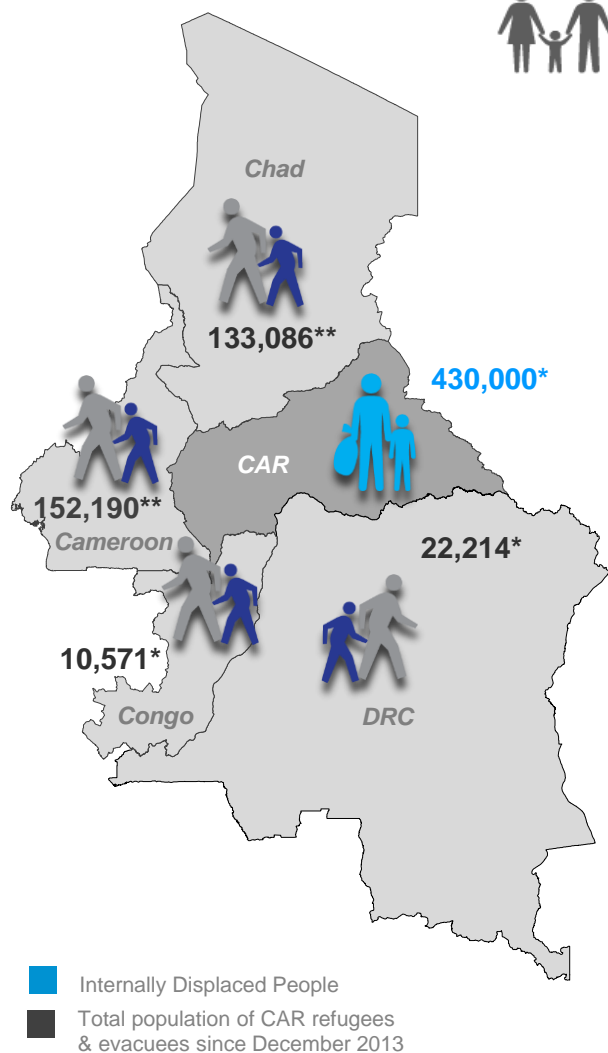 Chad
133,086**
430,000*
CAR
152,190**
Cameroon
22,214*
10,571*
Congo
DRC
Internally Displaced People
Total population of CAR refugees
& evacuees since December 2013